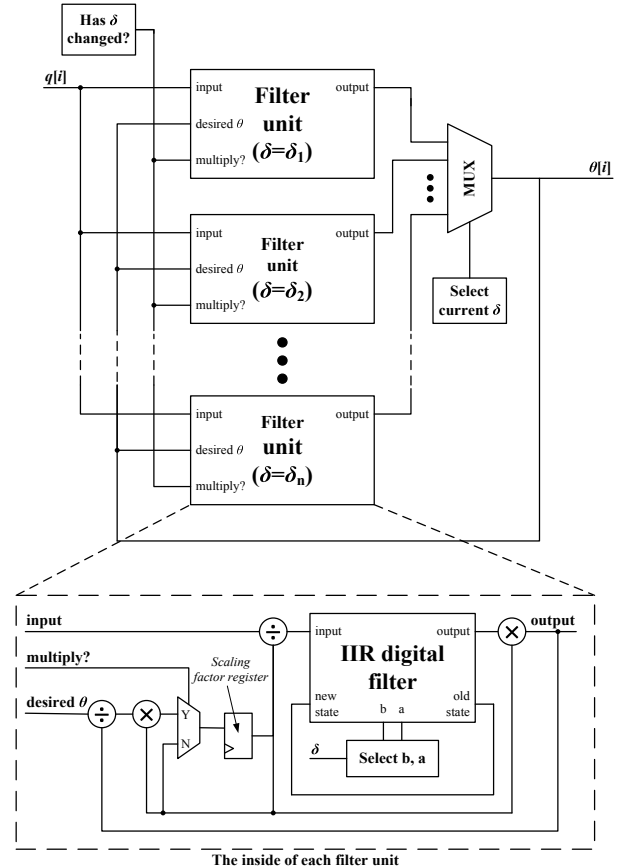 Has δ
changed?
q[i]
input
desired θ
multiply?
Filter
unit
(δ=δ1)
output
MUX
θ[i]
input
desired θ
multiply?
Filter
unit
(δ=δ2)
output
Select
current δ
input
desired θ
multiply?
Filter
unit
(δ=δn)
output
input
multiply?
desired θ
÷
×
Y
N
Scaling
factor register
÷
input
output
IIR digital
filter
new
state
b a
old
state
×
output
δ
Select b, a
The inside of each filter unit